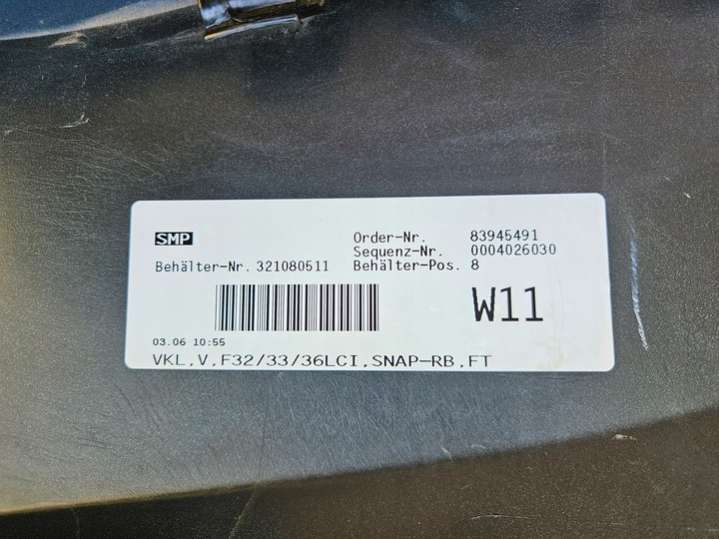 SMP
Order-Nr. 83945491
Sequenz-Nr. 0004026030
Behälter-Nr. 321080511 Behälter-Pos. 8
W11
03.06 10:55
VKL,V,F32/33/36LCI,SNAP-RB,FT